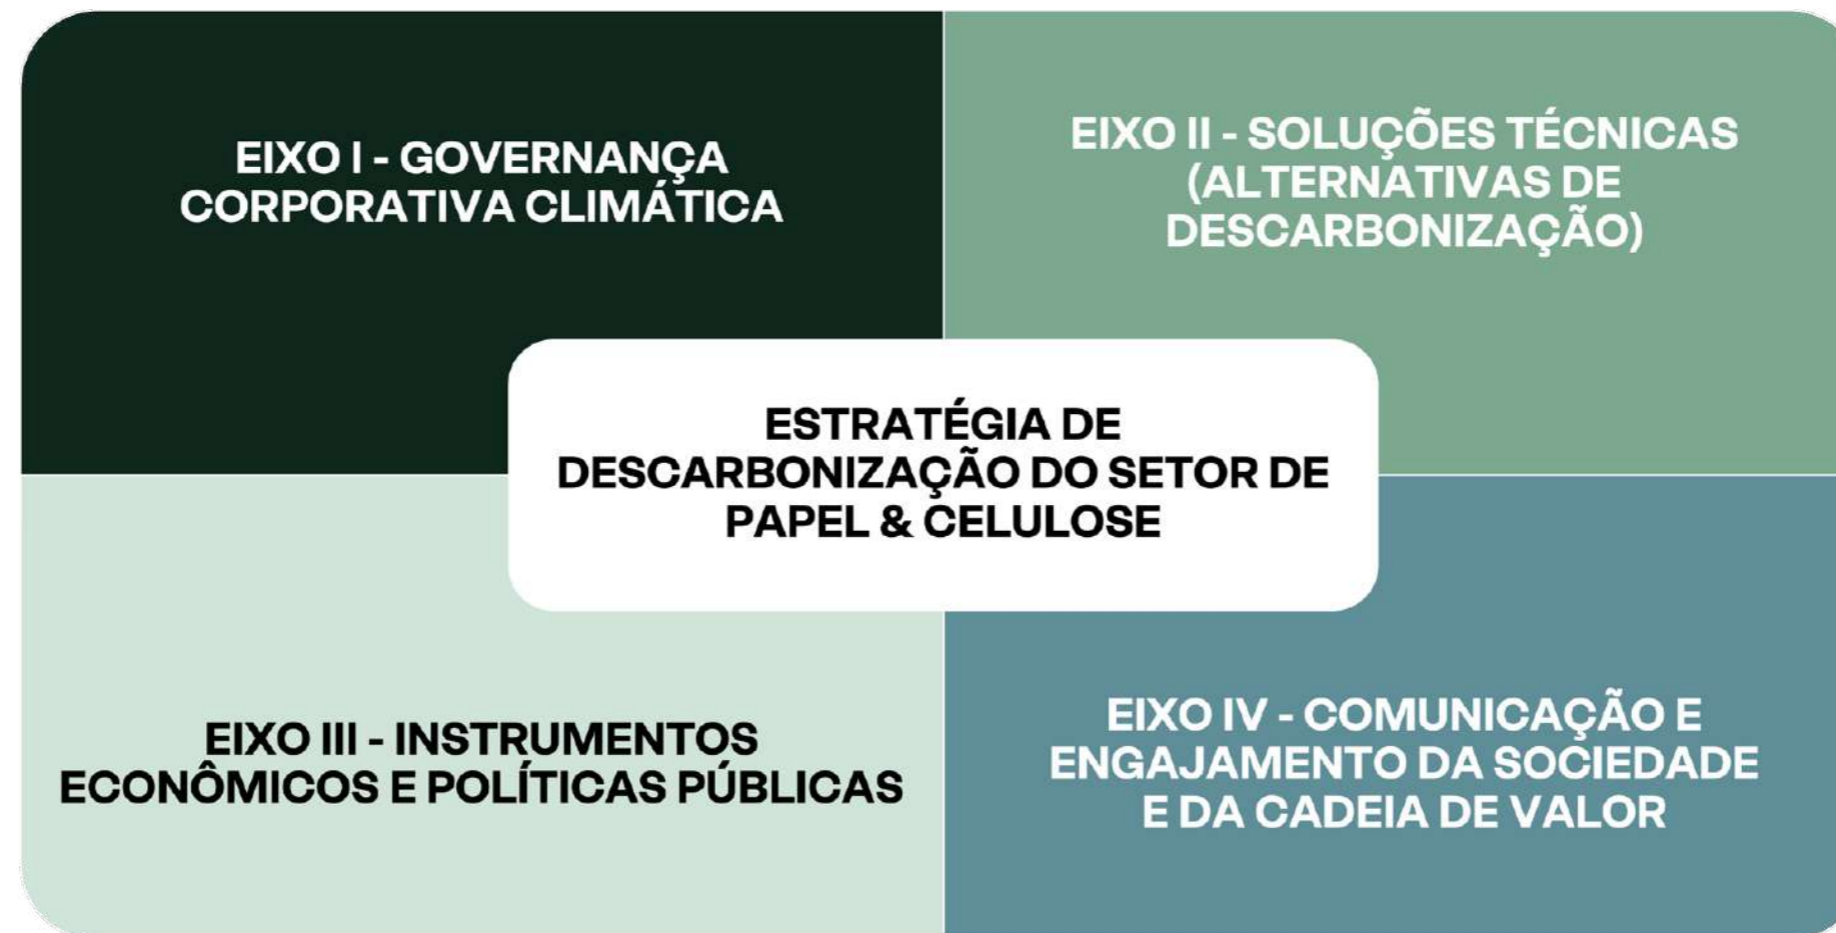 EIXO I - GOVERNANÇA
CORPORATIVA CLIMÁTICA
EIXO II - SOLUÇÕES TÉCNICAS
(ALTERNATIVAS DE
DESCARBONIZAÇÃO)
ESTRATÉGIA DE
DESCARBONIZAÇÃO DO SETOR DE
PAPEL & CELULOSE
EIXO III - INSTRUMENTOS
ECONÔMICOS E POLÍTICAS PÚBLICAS
EIXO IV - COMUNICAÇÃO E
ENGAJAMENTO DA SOCIEDADE
E DA CADEIA DE VALOR